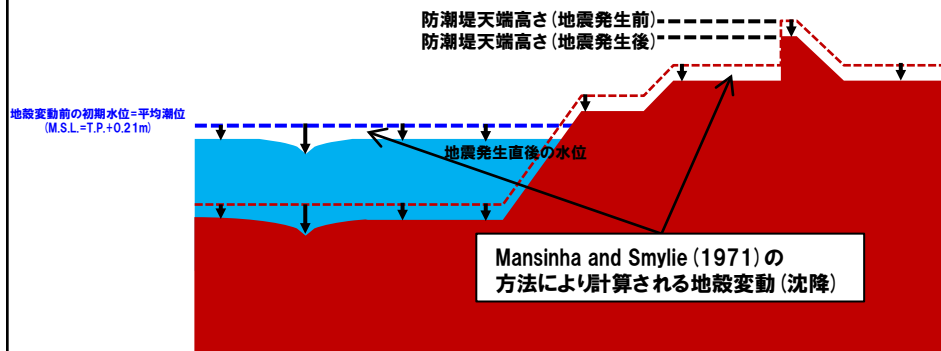 防潮堤天端高さ(地震発生前)
防潮堤天端高さ(地震発生後)
地殻変動前の初期水位=平均潮位
(M.S.L.=T.P.+0.21m)
地震発生直後の水位
Mansinha and Smylie(1971)の
方法により計算される地殻変動(沈降)